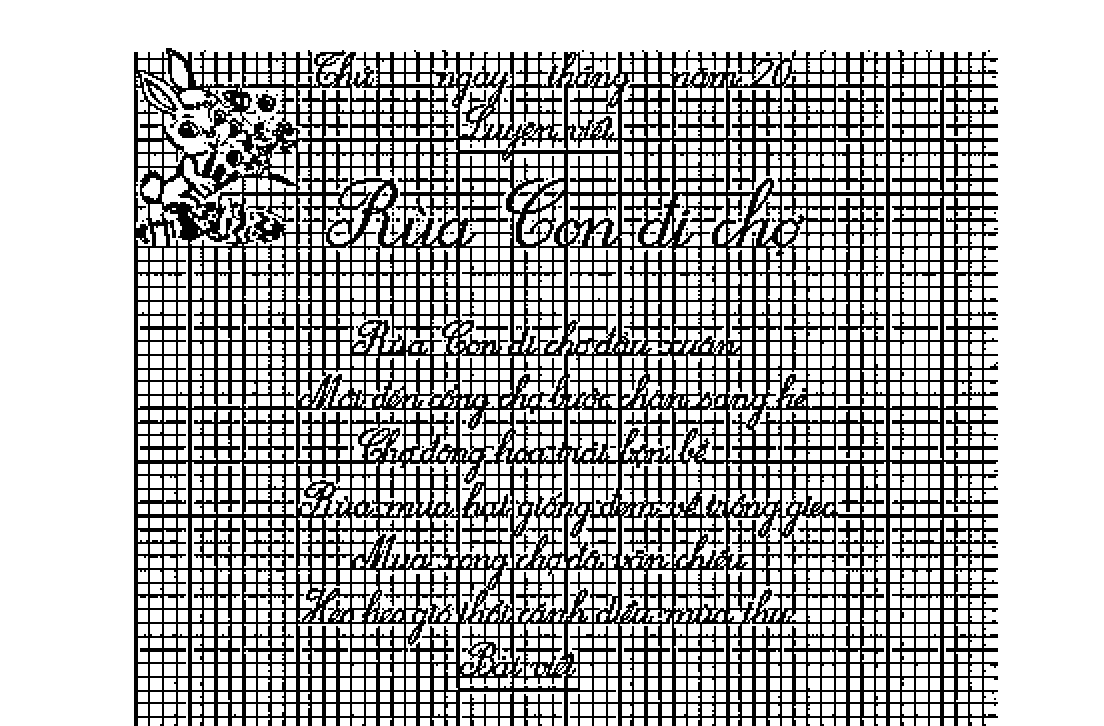 Thứ ngày tháng năm 20
Luyện viết
Rùa Con đi chợ
Rùa Con đi chợ đầu xuân
Mới đến cổng chợ bước chân sang hè
Chợ đông hoa trái bộn bề
Rùa mua hạt giống đem về trồng gieo
Mua xong chợ đã vãn chiều
Heo heo gió thổi cánh diều mùa thu
Bài viết